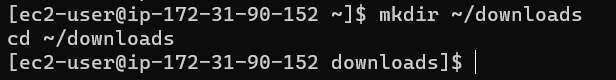 [ec2-user@ip-172-31-90-152 ~]$ mkdir ~/downloads
cd ~/downloads
[ec2-user@ip-172-31-90-152 downloads]$